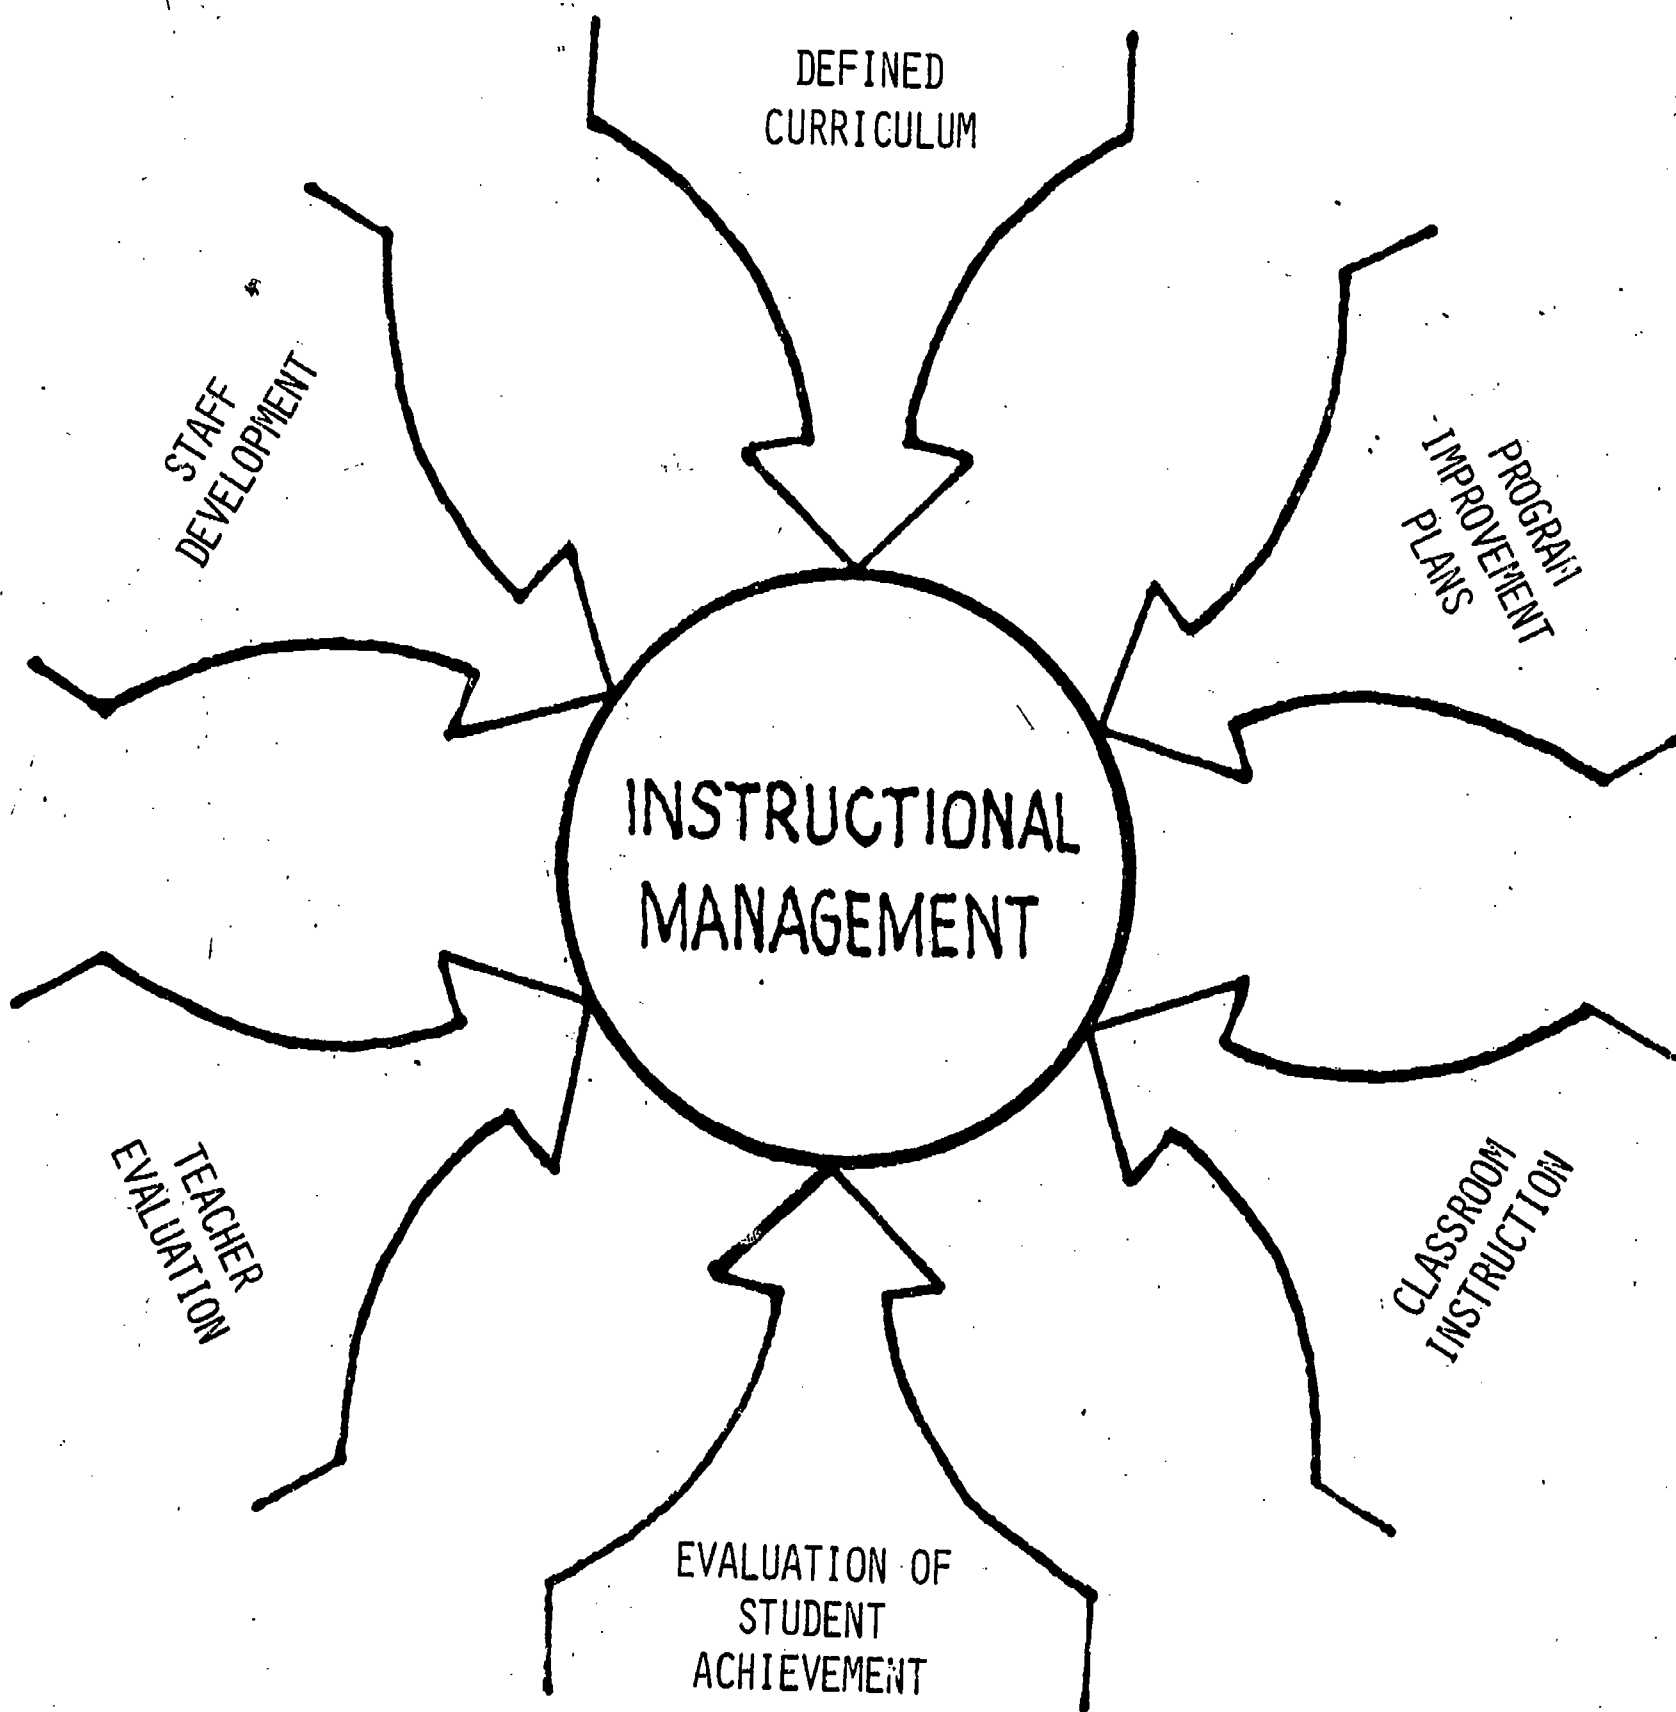 DEFINED
CURRICULUM
STAFF
DEVELOPMENT
PROGRAM
IMPROVEMENT
PLANS
INSTRUCTIONAL
MANAGEMENT
TEACHER
EVALUATION
CLASSROOM
INSTRUCTION
EVALUATION OF
STUDENT
ACHIEVEMENT